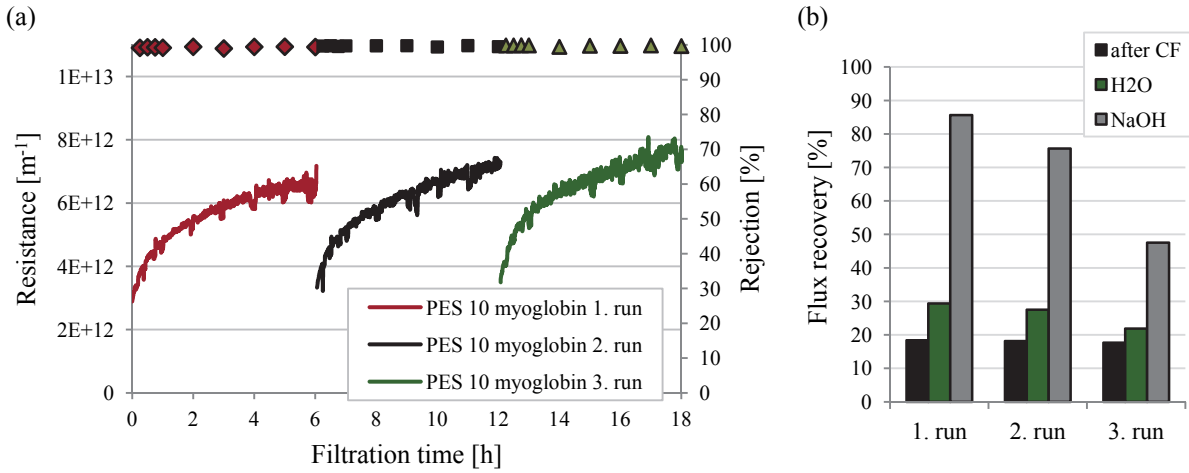 (a)
Resistance [m-1]
1E+13
8E+12
6E+12
4E+12
2E+12
0
0 2 4 6 8 10 12 14 16 18
Filtration time [h]
100
90
80
70
60
50
40
30
20
10
0
Rejection [%]
PES 10 myoglobin 1. run
PES 10 myoglobin 2. run
PES 10 myoglobin 3. run
(b)
after CF
H2O
NaOH
Flux recovery [%]
100
90
80
70
60
50
40
30
20
10
0
1. run 2. run 3. run